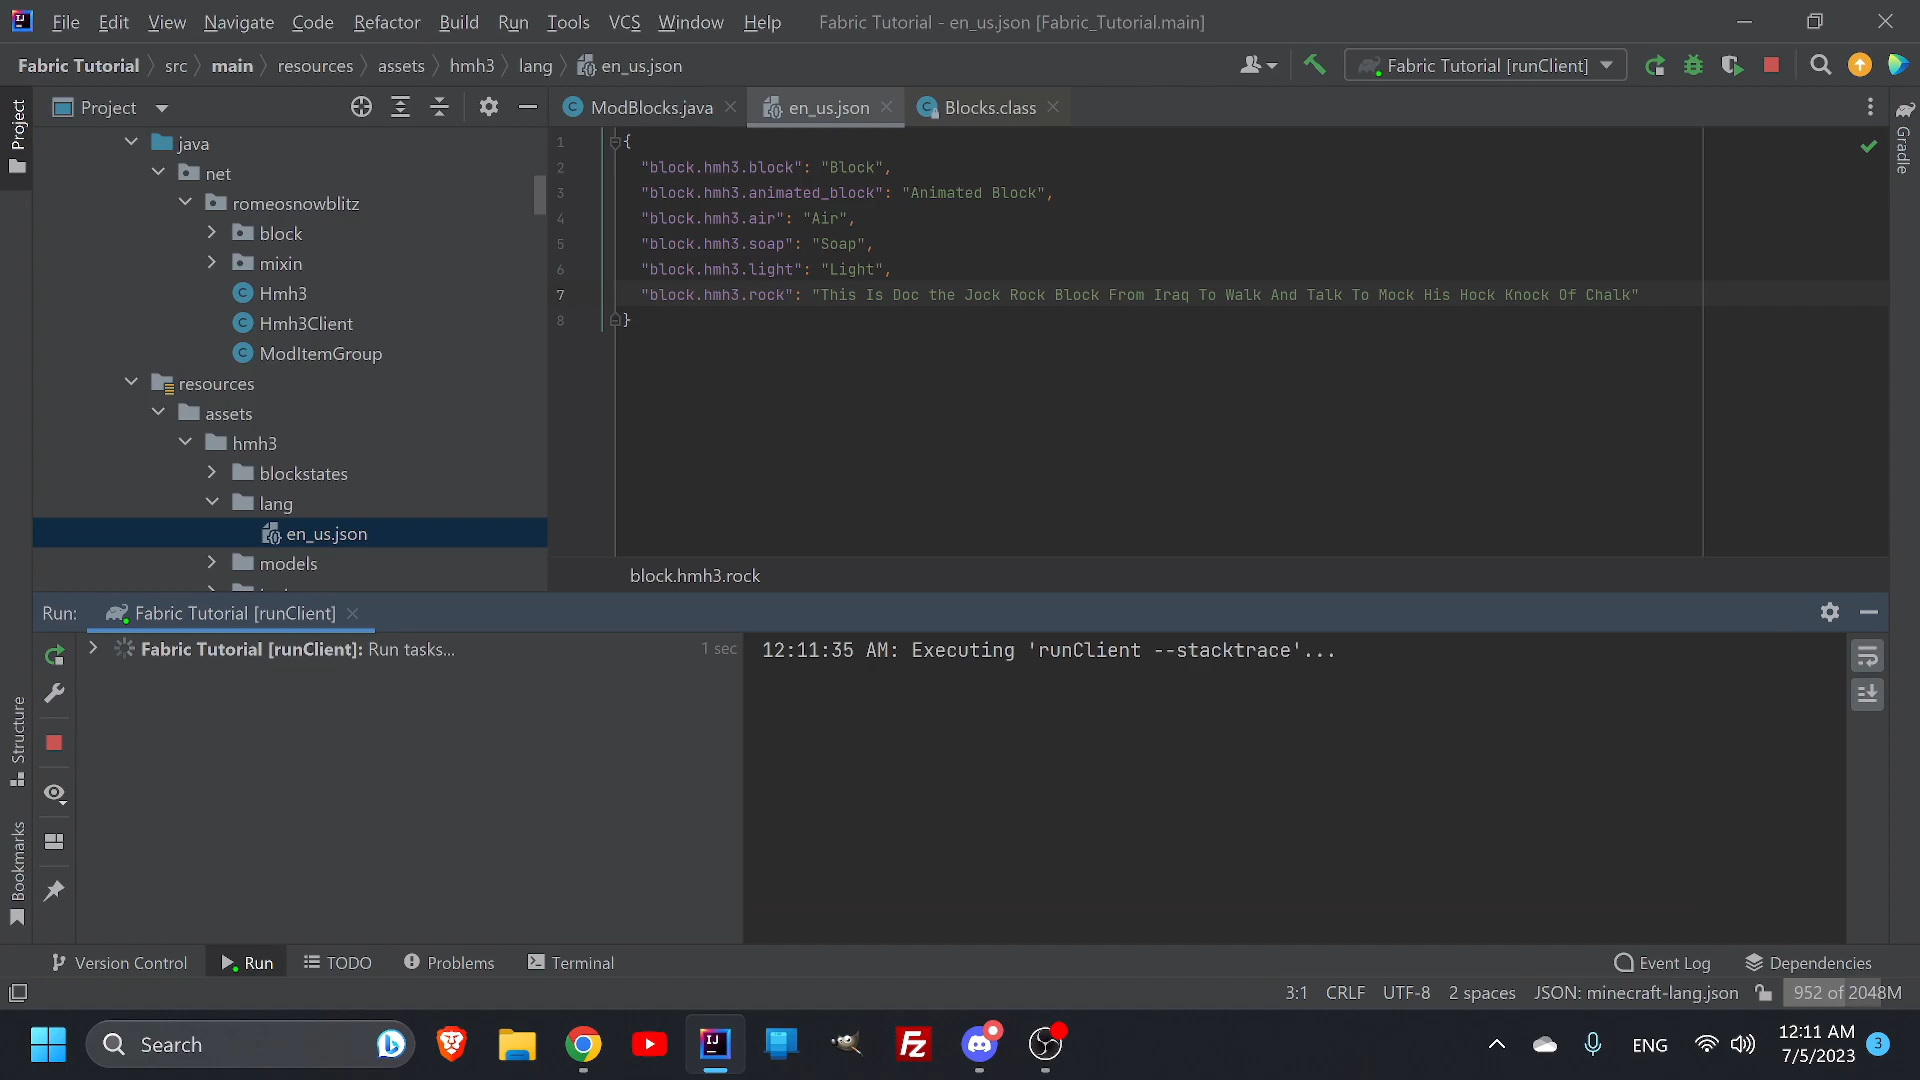 File Edit View Navigate Code Refactor Build Run Tools VCS Window Help Fabric Tutorial - en_us.json [Fabric_Tutorial.main]
Fabric Tutorial src main resources assets hmh3 lang en_us.json Fabric Tutorial [runClient]
Project ModBlocks.java en_us.json Blocks.class
Project
Gradle
java
net
romeosnowblitz
block
mixin
Hmh3
Hmh3Client
ModItemGroup
resources
assets
hmh3
blockstates
lang
en_us.json
models
1 {
2 "block.hmh3.block": "Block",
3 "block.hmh3.animated_block": "Animated Block",
4 "block.hmh3.air": "Air",
5 "block.hmh3.soap": "Soap",
6 "block.hmh3.light": "Light",
7 "block.hmh3.rock": "This Is Doc the Jock Rock Block From Iraq To Walk And Talk To Mock His Hock Knock Of Chalk"
8 }
block.hmh3.rock
Run: Fabric Tutorial [runClient]
Fabric Tutorial [runClient]: Run tasks... 1 sec
12:11:35 AM: Executing 'runClient --stacktrace'...
Structure
Bookmarks
Version Control Run TODO Problems Terminal Event Log Dependencies
3:1 CRLF UTF-8 2 spaces JSON: minecraft-lang.json 952 of 2048M
Search IJ Fz ENG 12:11 AM 3
7/5/2023